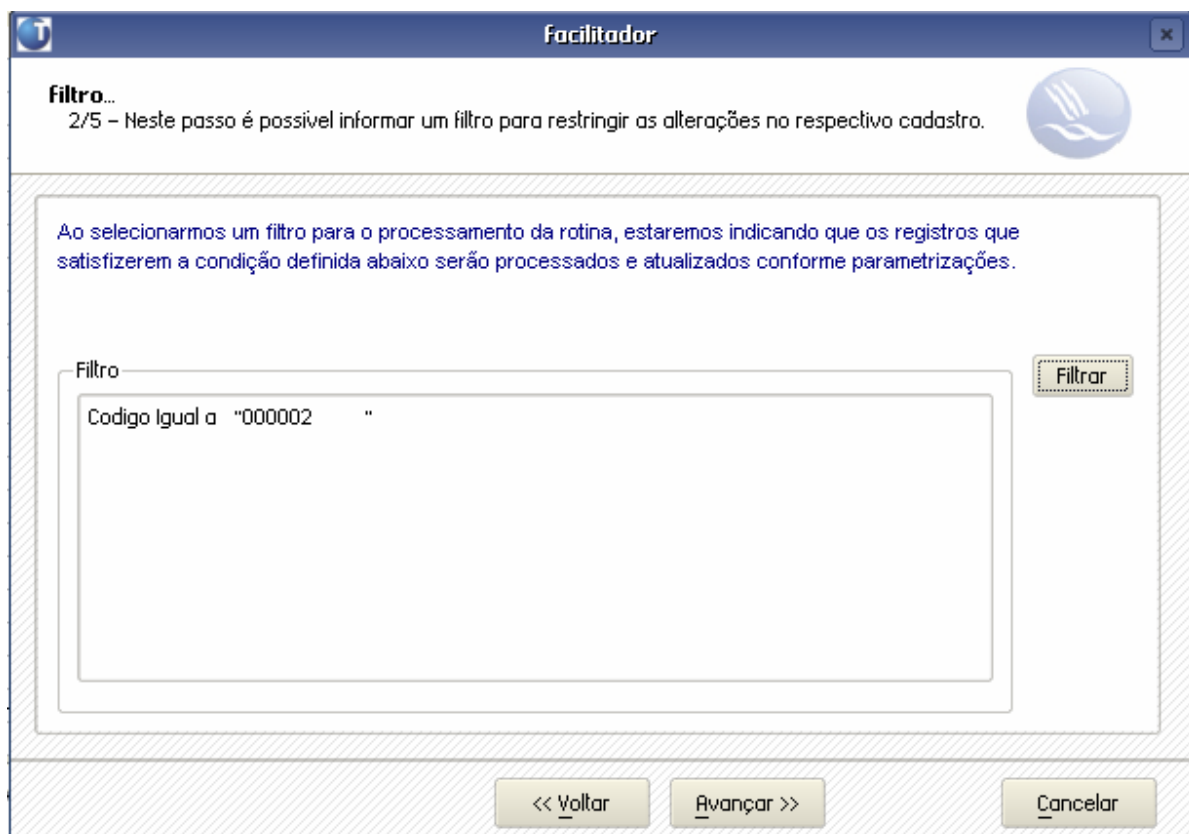 Facilitador
Filtro...
2/5 – Neste passo é possivel informar um filtro para restringir as alterações no respectivo cadastro.
Ao selecionarmos um filtro para o processamento da rotina, estaremos indicando que os registros que
satisfizerem a condição definida abaixo serão processados e atualizados conforme parametrizações.
Filtro
Filtrar
Codigo Igual a "000002        "
<< Voltar
Avançar >>
Cancelar